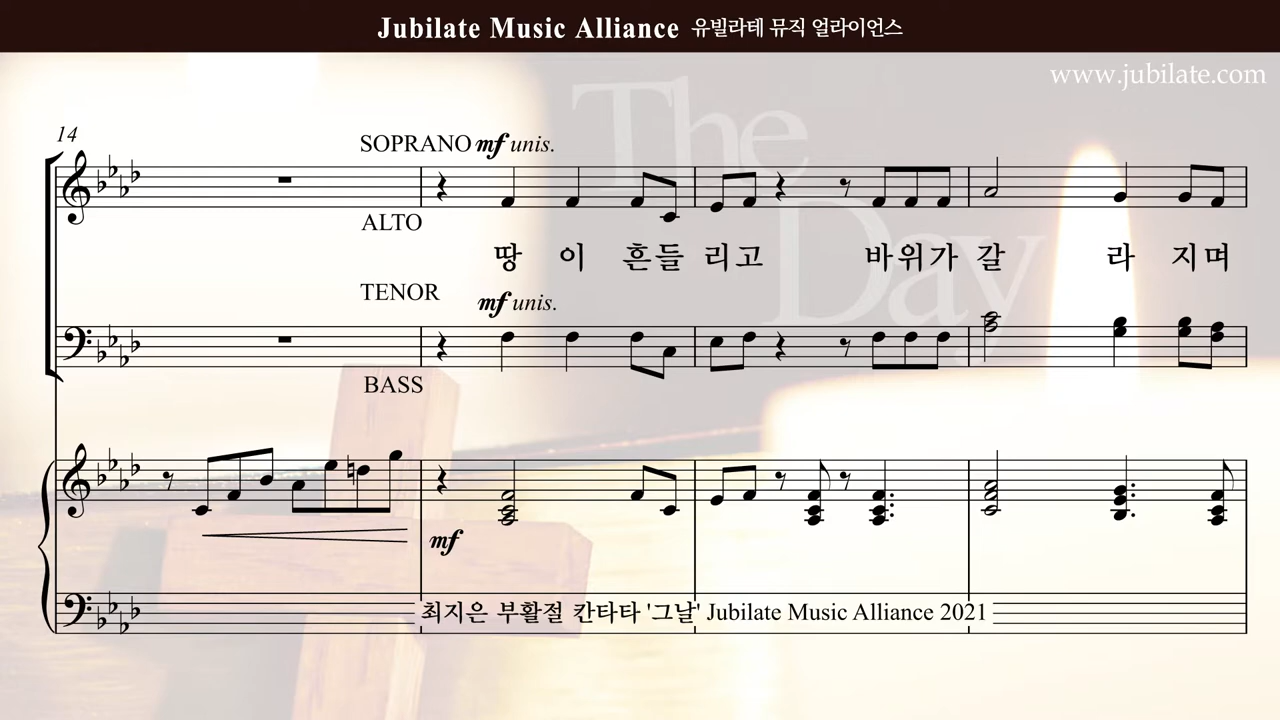 Jubilate Music Alliance 유빌라테 뮤직 얼라이언스
www.jubilate.com
The
Day
14
SOPRANO mf unis.
ALTO
땅 이 흔들 리고 바위가 갈 라 지며
TENOR
mf unis.
BASS
mf
최지은 부활절 칸타타 '그날' Jubilate Music Alliance 2021